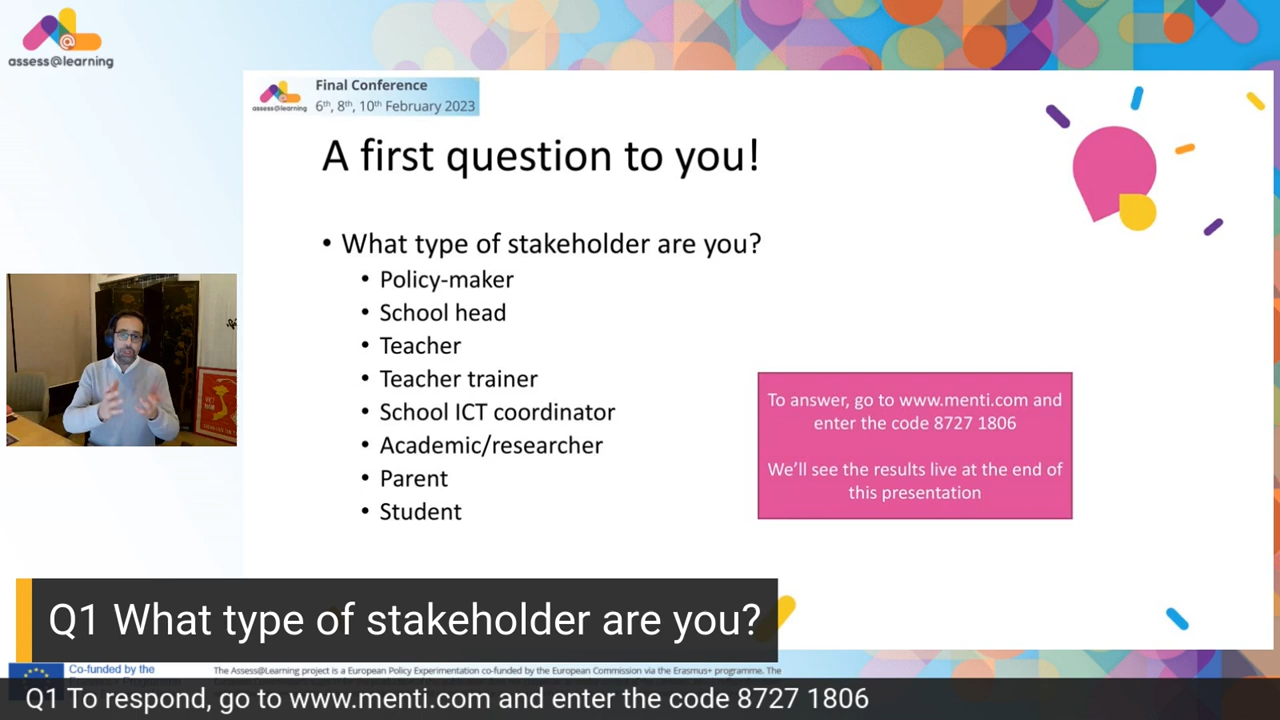 assess@learning
assess@learning
Final Conference
6th, 8th, 10th February 2023
A first question to you!
• What type of stakeholder are you?
• Policy-maker
• School head
• Teacher
• Teacher trainer
• School ICT coordinator
• Academic/researcher
• Parent
• Student
To answer, go to www.menti.com and
enter the code 8727 1806
We'll see the results live at the end of
this presentation
Q1 What type of stakeholder are you?
Co-funded by the
The Assess@Learning project is a European Policy Experimentation co-funded by the European Commission via the Erasmus+ programme. The
Q1 To respond, go to www.menti.com and enter the code 8727 1806